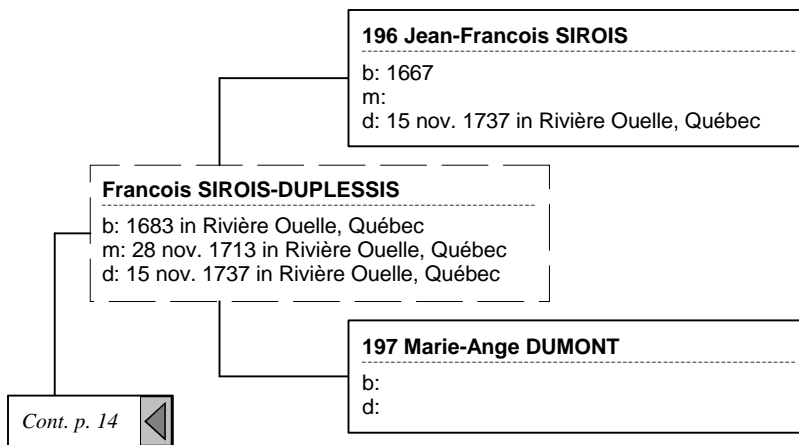 196 Jean-Francois SIROIS
b: 1667
m:
d: 15 nov. 1737 in Rivière Ouelle, Québec
Francois SIROIS-DUPLESSIS
b: 1683 in Rivière Ouelle, Québec
m: 28 nov. 1713 in Rivière Ouelle, Québec
d: 15 nov. 1737 in Rivière Ouelle, Québec
197 Marie-Ange DUMONT
b:
d:
Cont. p. 14